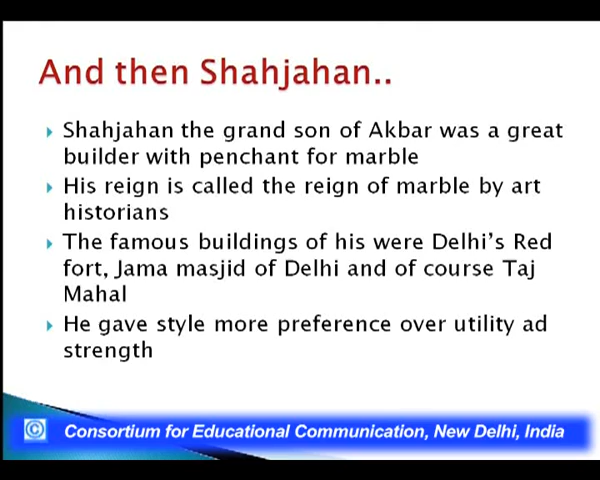 And then Shahjahan..
Shahjahan the grand son of Akbar was a great
builder with penchant for marble
His reign is called the reign of marble by art
historians
The famous buildings of his were Delhi's Red
fort, Jama masjid of Delhi and of course Taj
Mahal
He gave style more preference over utility ad
strength
© Consortium for Educational Communication, New Delhi, India